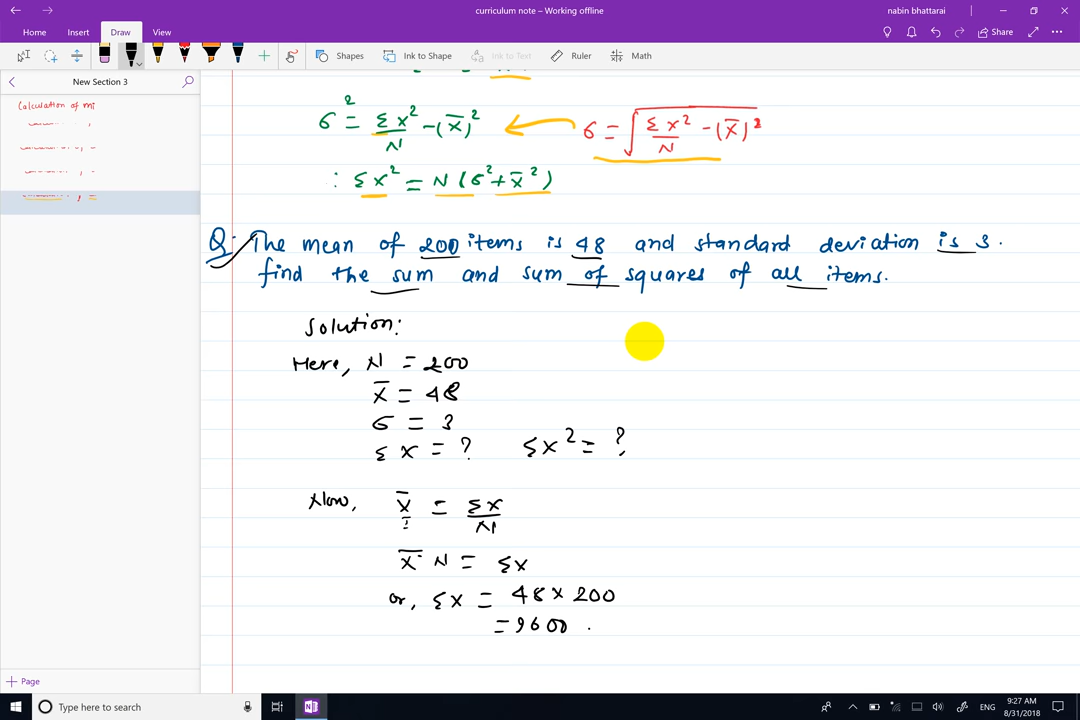 curriculum note – Working offline
nabin bhattarai
Home Insert Draw View
Share
Shapes Ink to Shape Ink to Text Ruler Math
New Section 3
Calculation of mi
σ² = Σx²/N - (x̄)² σ = √Σx²/N - (x̄)²
∴ Σx² = N (σ² + x̄²)
Q. The mean of 200 items is 48 and standard deviation is 3.
find the sum and sum of squares of all items.
Solution:
Here, N = 200
x̄ = 48
σ = 3
Σx = ? Σx² = ?
Now, x̄ = Σx/N
x̄ N = Σx
or, Σx = 48 × 200
= 9600 .
+ Page
Type here to search
ENG
9:27 AM
8/31/2018